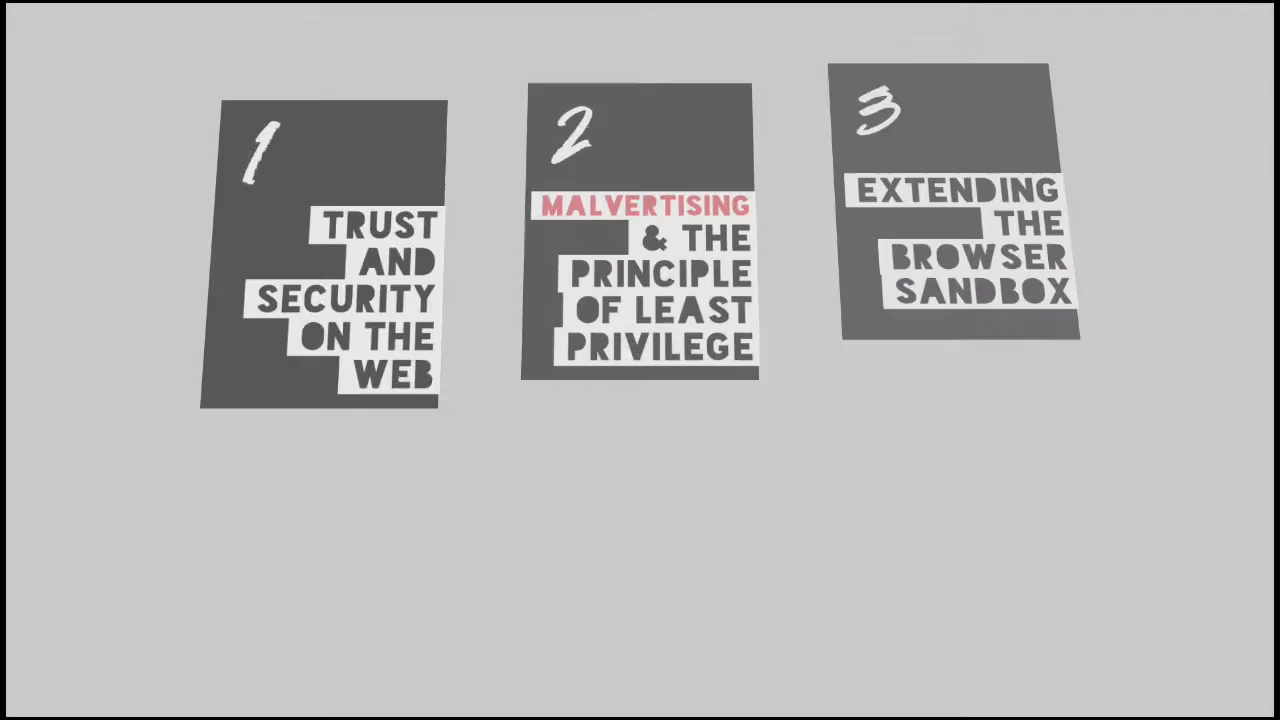 1
TRUST
AND
SECURITY
ON THE
WEB
2
MALVERTISING
& THE
PRINCIPLE
OF LEAST
PRIVILEGE
3
EXTENDING
THE
BROWSER
SANDBOX